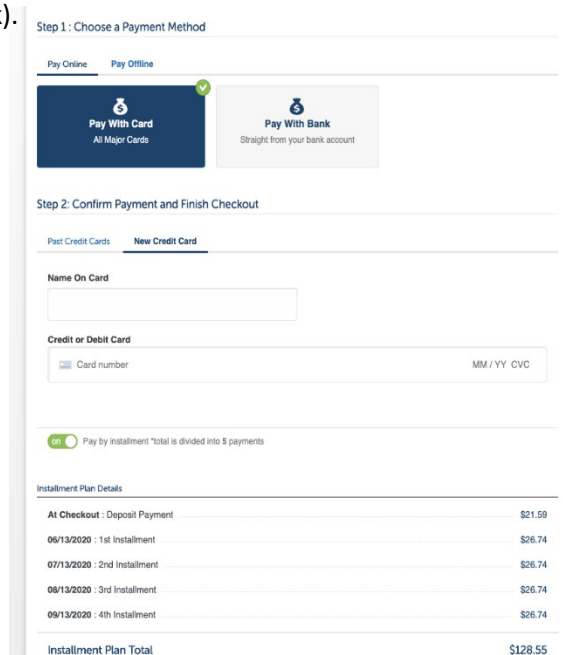 ).
Step 1 : Choose a Payment Method
Pay Online Pay Offline
Pay With Card
All Major Cards
Pay With Bank
Straight from your bank account
Step 2: Confirm Payment and Finish Checkout
Past Credit Cards New Credit Card
Name On Card
Credit or Debit Card
Card number MM / YY CVC
on Pay by installment *total is divided into 5 payments
Installment Plan Details
At Checkout : Deposit Payment $21.59
06/13/2020 : 1st Installment $26.74
07/13/2020 : 2nd Installment $26.74
08/13/2020 : 3rd Installment $26.74
09/13/2020 : 4th Installment $26.74
Installment Plan Total $128.55